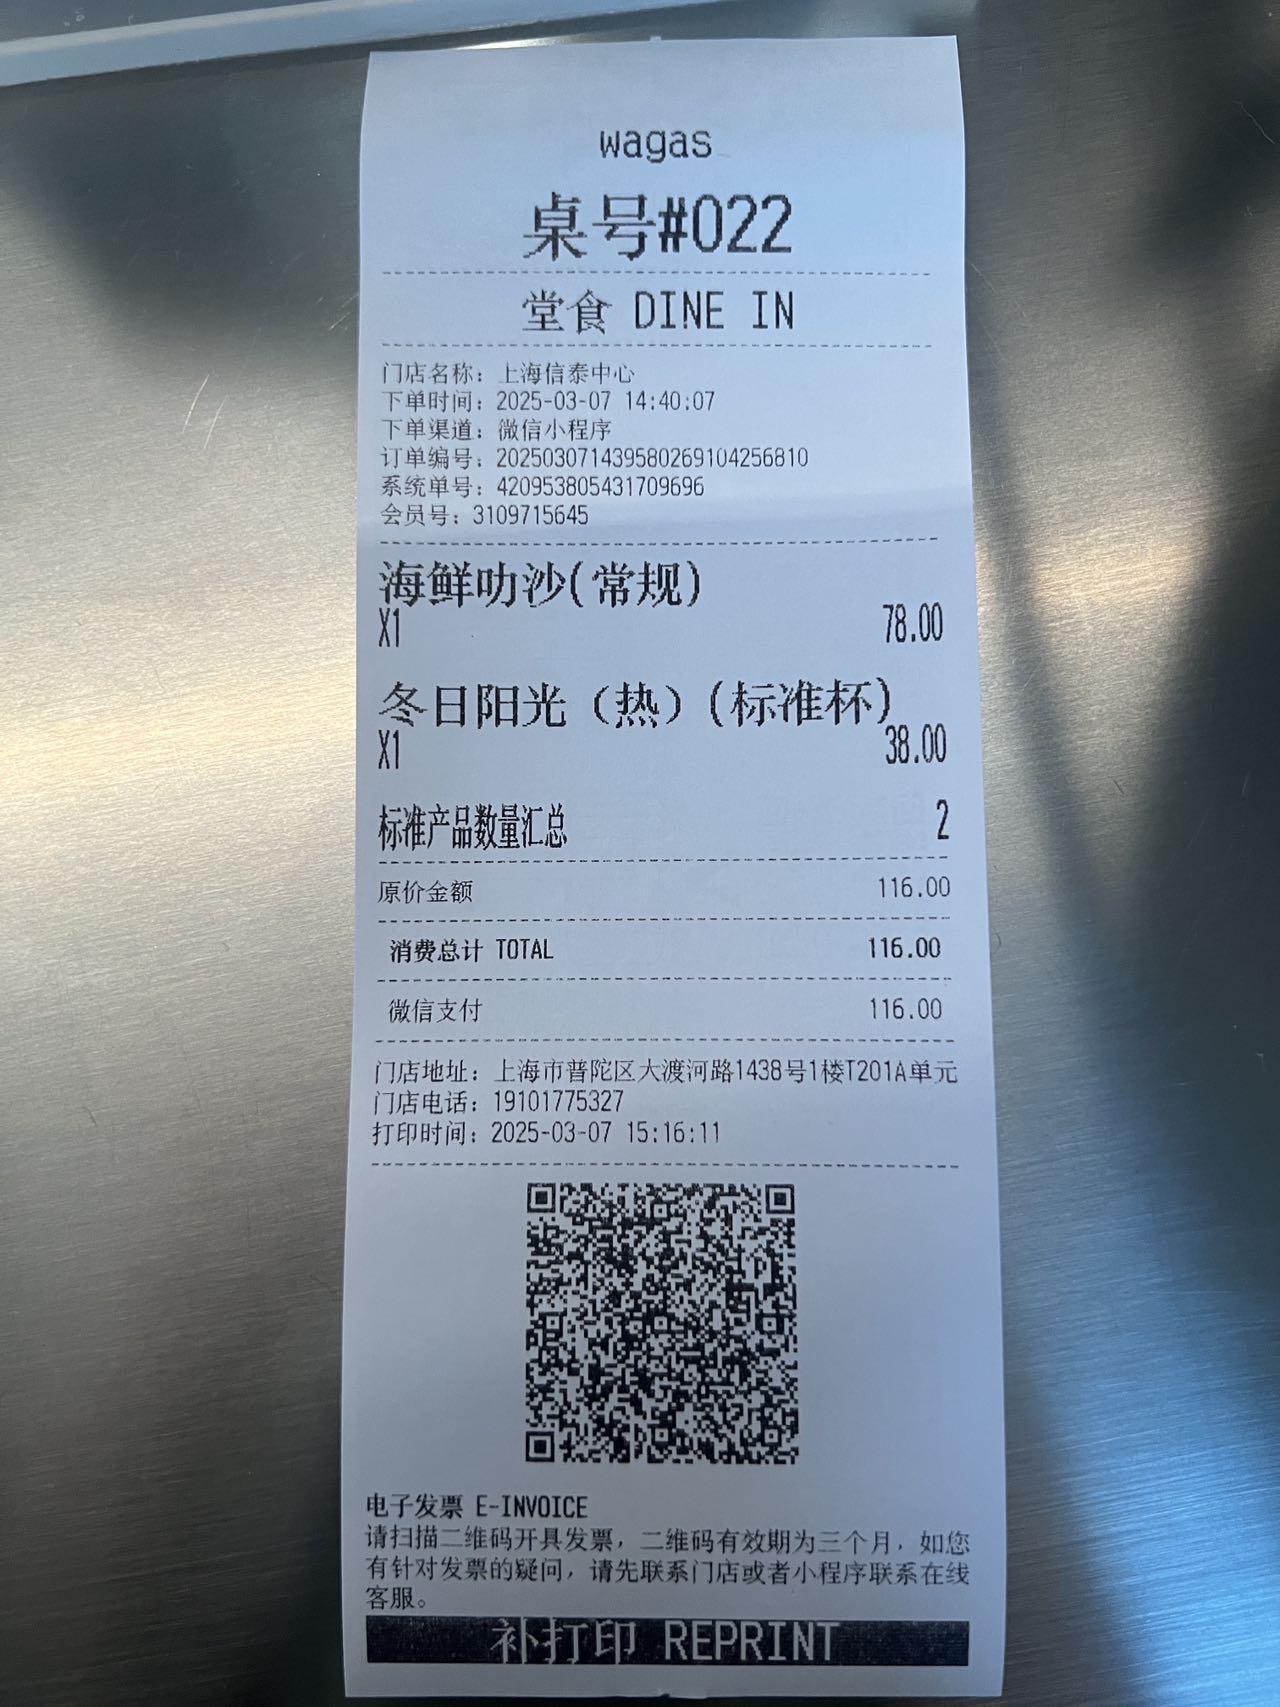 wagas
桌号#022
堂食 DINE IN
门店名称: 上海信泰中心
下单时间: 2025-03-07 14:40:07
下单渠道: 微信小程序
订单编号: 202503071439580269104256810
系统单号: 420953805431709696
会员号: 3109715645
海鲜叻沙(常规)
X1 78.00
冬日阳光（热）(标准杯)
X1 38.00
标准产品数量汇总 2
原价金额 116.00
消费总计 TOTAL 116.00
微信支付 116.00
门店地址: 上海市普陀区大渡河路1438号1楼T201A单元
门店电话: 19101775327
打印时间: 2025-03-07 15:16:11
电子发票 E-INVOICE
请扫描二维码开具发票，二维码有效期为三个月，如您
有针对发票的疑问，请先联系门店或者小程序联系在线
客服。
补打印 REPRINT